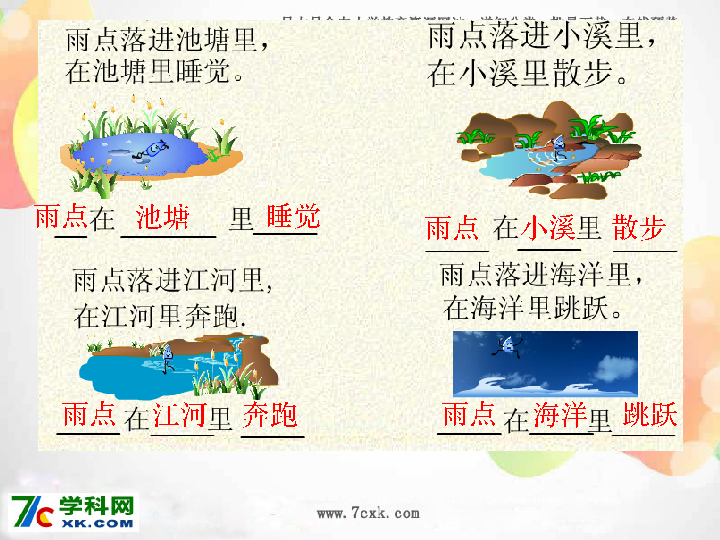 雨点落进池塘里，
在池塘里睡觉。
雨点在 池塘 里 睡觉
雨点落进小溪里，
在小溪里散步。
雨点 在小溪里 散步
雨点落进江河里,
在江河里奔跑.
雨点在江河里 奔跑
雨点落进海洋里，
在海洋里跳跃。
雨点在海洋里 跳跃
7c学科网
XK.COM
www.7cxk.com